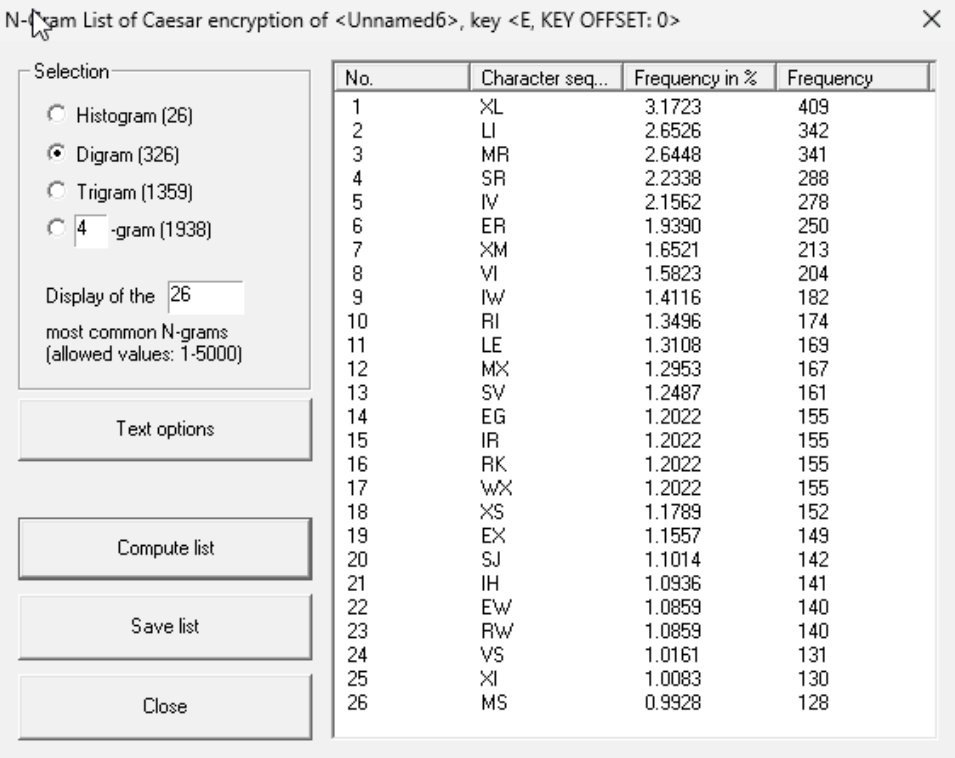 N-Gram List of Caesar encryption of <Unnamed6>, key <E, KEY OFFSET: 0>
Selection
Histogram (26)
Digram (326)
Trigram (1359)
4 -gram (1938)
Display of the 26
most common N-grams
(allowed values: 1-5000)
Text options
Compute list
Save list
Close
No. Character seq... Frequency in % Frequency
1 XL 3.1723 409
2 LI 2.6526 342
3 MR 2.6448 341
4 SR 2.2338 288
5 IV 2.1562 278
6 ER 1.9390 250
7 XM 1.6521 213
8 VI 1.5823 204
9 IW 1.4116 182
10 RI 1.3496 174
11 LE 1.3108 169
12 MX 1.2953 167
13 SV 1.2487 161
14 EG 1.2022 155
15 IR 1.2022 155
16 RK 1.2022 155
17 WX 1.2022 155
18 XS 1.1789 152
19 EX 1.1557 149
20 SJ 1.1014 142
21 IH 1.0936 141
22 EW 1.0859 140
23 RW 1.0859 140
24 VS 1.0161 131
25 XI 1.0083 130
26 MS 0.9928 128